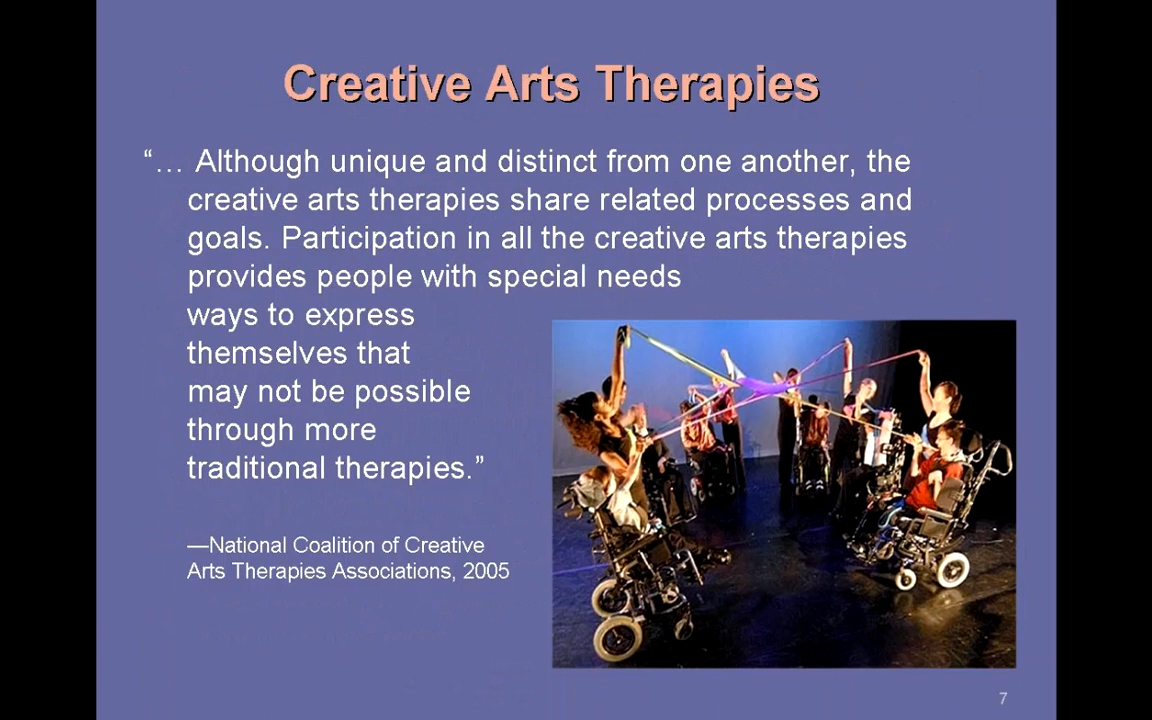 Creative Arts Therapies
“… Although unique and distinct from one another, the
creative arts therapies share related processes and
goals. Participation in all the creative arts therapies
provides people with special needs
ways to express
themselves that
may not be possible
through more
traditional therapies.”
—National Coalition of Creative
Arts Therapies Associations, 2005
7